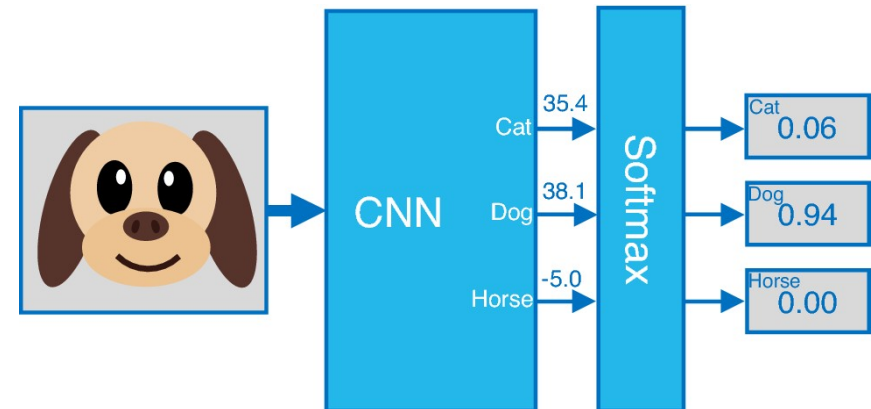 CNN
Cat
35.4
Dog
38.1
Horse
-5.0
Softmax
Cat
0.06
Dog
0.94
Horse
0.00